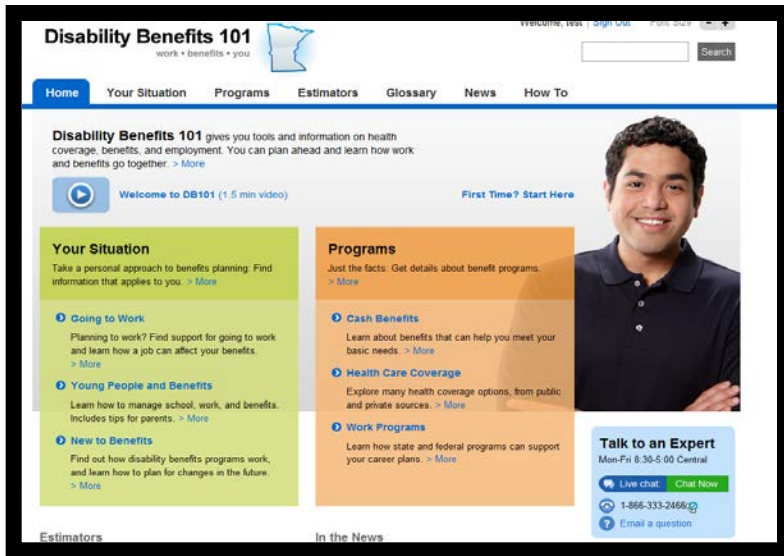 Welcome, test | Sign Out Font Size - +
Disability Benefits 101
work • benefits • you
Search
Home Your Situation Programs Estimators Glossary News How To
Disability Benefits 101 gives you tools and information on health
coverage, benefits, and employment. You can plan
ahead and learn how work
and benefits go together. > More
Welcome to DB101 (1.5 min video)
First Time? Start Here
Your Situation
Take a personal approach to benefits planning: Find
information that applies to you. > More
Going to Work
Planning to work? Find support for going to work
and learn how a job can affect your benefits.
> More
Young People and Benefits
Learn how to manage school, work, and benefits.
Includes tips for parents. > More
New to Benefits
Find out how disability benefits programs work,
and learn how to plan for changes in the future.
> More
Programs
Just the facts: Get details about benefit programs.
> More
Cash Benefits
Learn about benefits that can help you meet your
basic needs. > More
Health Care Coverage
Explore many health coverage options, from public
and private sources. > More
Work Programs
Learn how state and federal programs can support
your career plans. > More
Talk to an Expert
Mon-Fri 8:30-5:00 Central
Live chat: Chat Now
1-866-333-2466
Email a question
Estimators
In the News